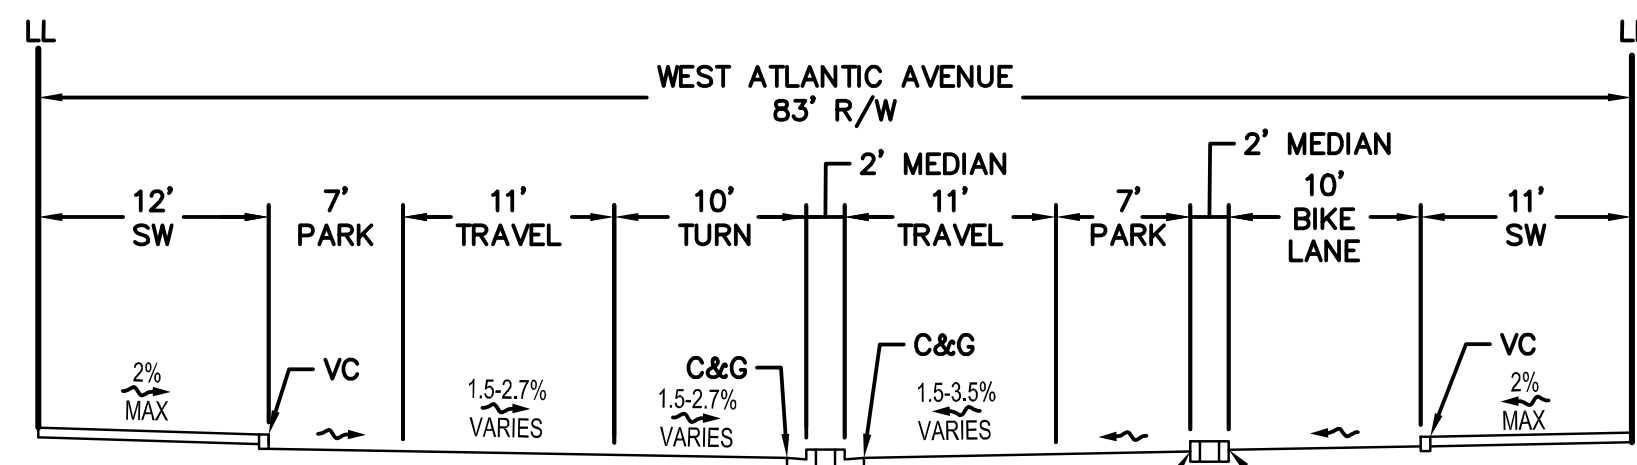 LL
WEST ATLANTIC AVENUE
83' R/W
2' MEDIAN
2' MEDIAN
12'
SW
7'
PARK
11'
TRAVEL
10'
TURN
11'
TRAVEL
7'
PARK
10'
BIKE
LANE
11'
SW
2%
MAX
VC
1.5-2.7%
VARIES
C&G
1.5-2.7%
VARIES
C&G
1.5-3.5%
VARIES
VC
2%
MAX